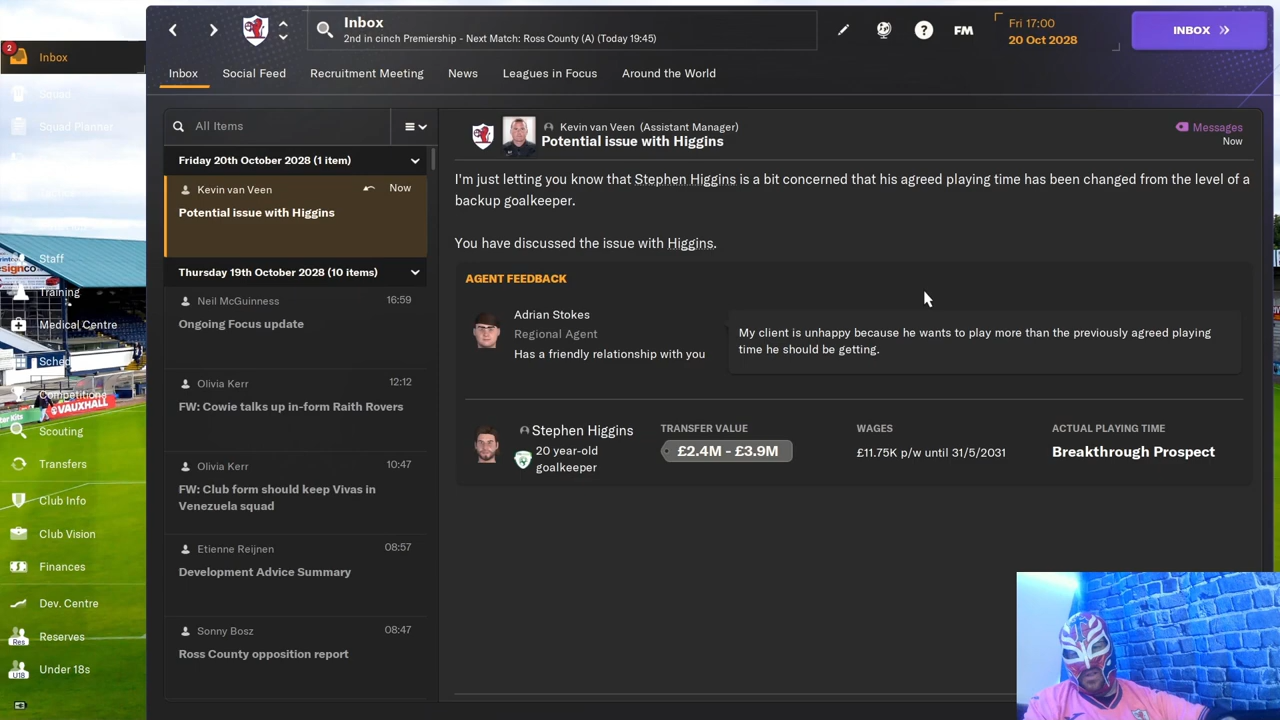 Inbox
2nd in cinch Premiership - Next Match: Ross County (A) (Today 19:45)
FM
Fri 17:00
20 Oct 2028
INBOX
2
Inbox
Squad
Squad Planner
Staff
Training
Medical Centre
Sched
Competitions
Scouting
Transfers
Club Info
Club Vision
Finances
Dev. Centre
Res
Reserves
U18
Under 18s
ter Kits
VAUXHALL
Inbox
Social Feed
Recruitment Meeting
News
Leagues in Focus
Around the World
All Items
Friday 20th October 2028 (1 item)
Kevin van Veen
Now
Potential issue with Higgins
Thursday 19th October 2028 (10 items)
Neil McGuinness
16:59
Ongoing Focus update
Olivia Kerr
12:12
FW: Cowie talks up in-form Raith Rovers
Olivia Kerr
10:47
FW: Club form should keep Vivas in
Venezuela squad
Etienne Reijnen
08:57
Development Advice Summary
Sonny Bosz
08:47
Ross County opposition report
Kevin van Veen (Assistant Manager)
Potential issue with Higgins
Messages
Now
I'm just letting you know that Stephen Higgins is a bit concerned that his agreed playing time has been changed from the level of a
backup goalkeeper.
You have discussed the issue with Higgins.
AGENT FEEDBACK
Adrian Stokes
Regional Agent
Has a friendly relationship with you
My client is unhappy because he wants to play more than the previously agreed playing
time he should be getting.
Stephen Higgins
20 year-old
goalkeeper
TRANSFER VALUE
£2.4M - £3.9M
WAGES
£11.75K p/w until 31/5/2031
ACTUAL PLAYING TIME
Breakthrough Prospect